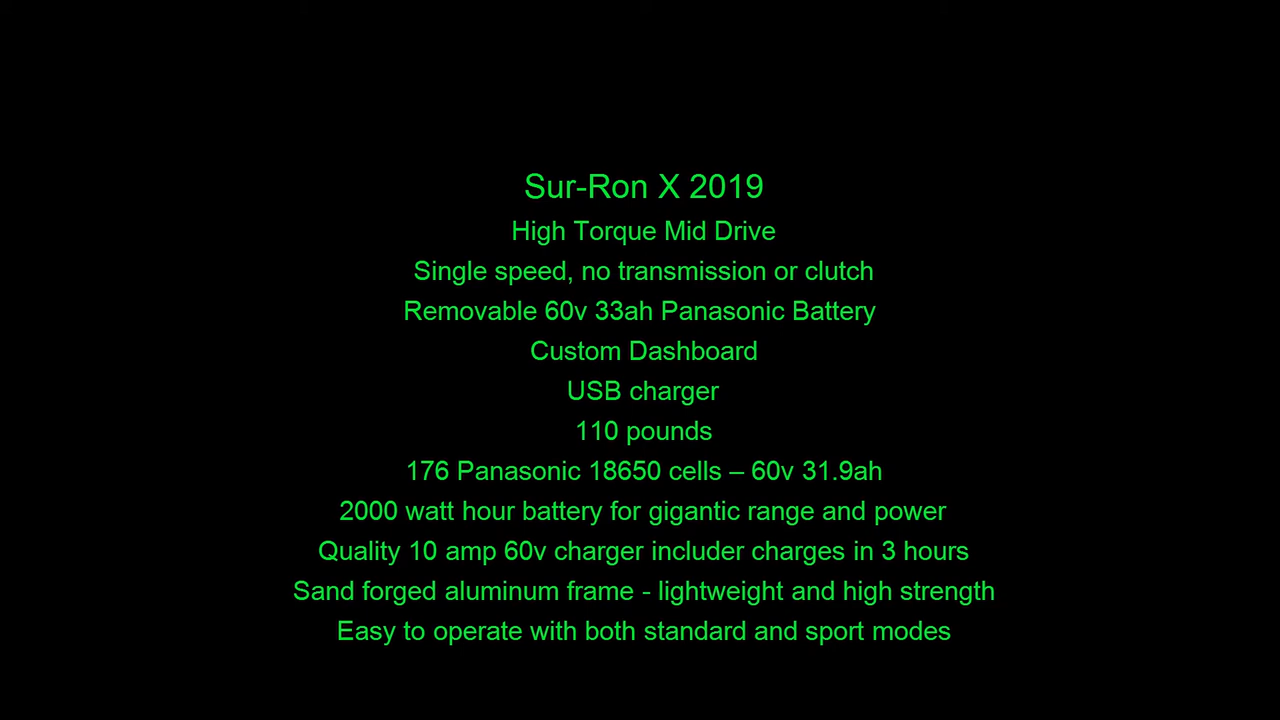 Sur-Ron X 2019
High Torque Mid Drive
Single speed, no transmission or clutch
Removable 60v 33ah Panasonic Battery
Custom Dashboard
USB charger
110 pounds
176 Panasonic 18650 cells – 60v 31.9ah
2000 watt hour battery for gigantic range and power
Quality 10 amp 60v charger includer charges in 3 hours
Sand forged aluminum frame - lightweight and high strength
Easy to operate with both standard and sport modes